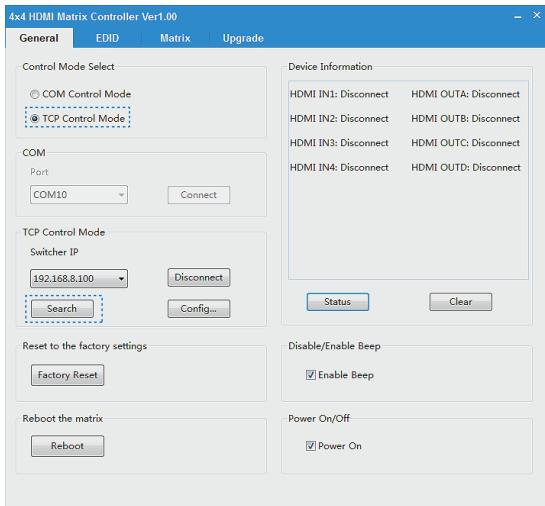 4x4 HDMI Matrix Controller Ver1.00
General EDID Matrix Upgrade
Control Mode Select
COM Control Mode
TCP Control Mode
COM
Port
COM10 Connect
TCP Control Mode
Switcher IP
192.168.8.100 Disconnect
Search Config...
Reset to the factory settings
Factory Reset
Reboot the matrix
Reboot
Device Information
HDMI IN1: Disconnect HDMI OUTA: Disconnect
HDMI IN2: Disconnect HDMI OUTB: Disconnect
HDMI IN3: Disconnect HDMI OUTC: Disconnect
HDMI IN4: Disconnect HDMI OUTD: Disconnect
Status Clear
Disable/Enable Beep
Enable Beep
Power On/Off
Power On